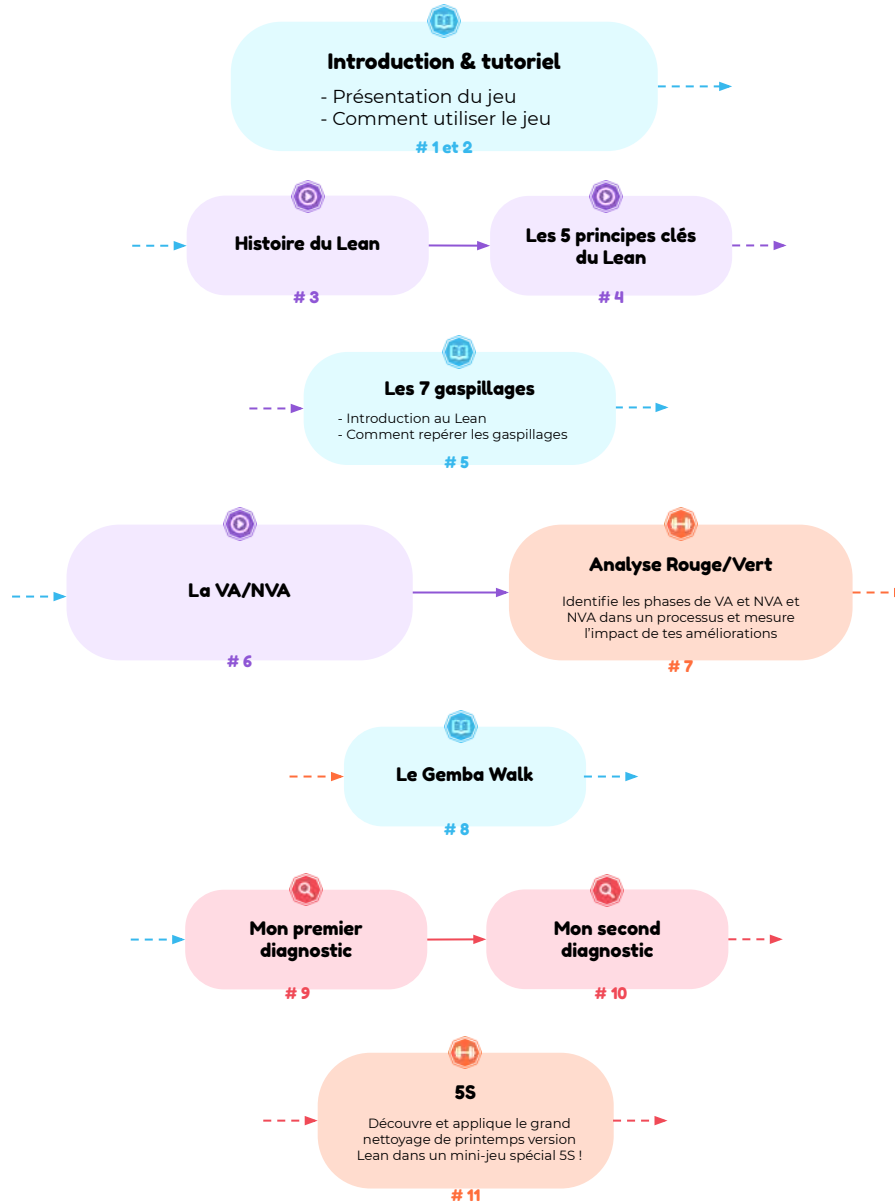 Introduction & tutoriel
- Présentation du jeu
- Comment utiliser le jeu
# 1 et 2
Histoire du Lean
# 3
Les 5 principes clés
du Lean
# 4
Les 7 gaspillages
- Introduction au Lean
- Comment repérer les gaspillages
# 5
La VA/NVA
# 6
Analyse Rouge/Vert
Identifie les phases de VA et NVA et
NVA dans un processus et mesure
l'impact de tes améliorations
# 7
Le Gemba Walk
# 8
Mon premier
diagnostic
# 9
Mon second
diagnostic
# 10
5S
Découvre et applique le grand
nettoyage de printemps version
Lean dans un mini-jeu spécial 5S !
# 11